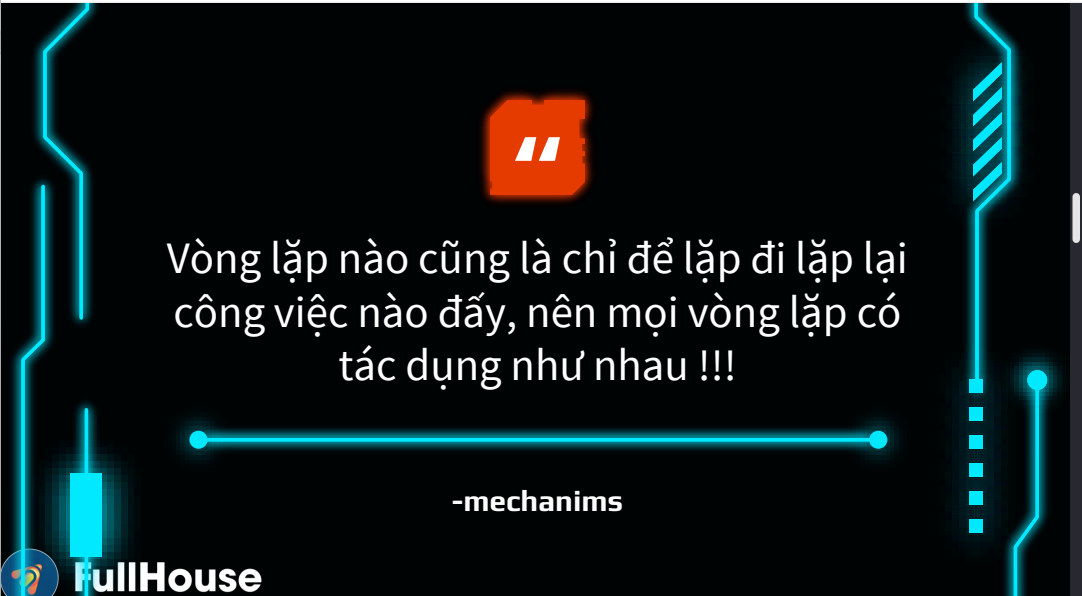 “
Vòng lặp nào cũng là chỉ để lặp đi lặp lại
công việc nào đấy, nên mọi vòng lặp có
tác dụng như nhau !!!
-mechanims
FullHouse